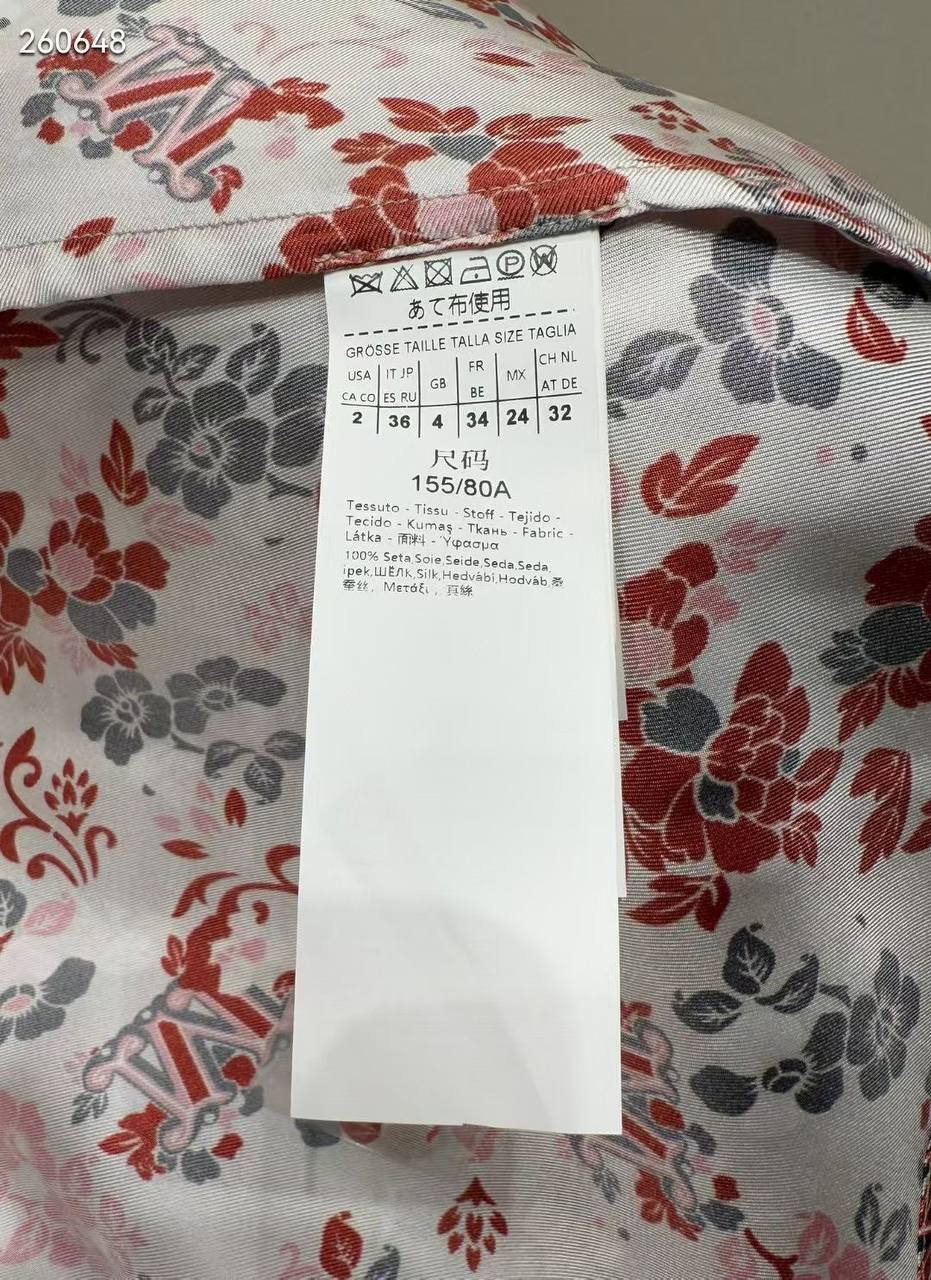 260648
P W
あて布使用
GRÖSSE TAILLE TALLA SIZE TAGLIA
USA IT JP GB FR MX CH NL
CA CO ES RU BE AT DE
2 36 4 34 24 32
尺码
155/80A
Tessuto - Tissu - Stoff - Tejido -
Tecido - Kumaş - Ткань - Fabric -
Látka - 面料 - Ύφασμα
100% Seta,Soie,Seide,Seda,Seda,
ipek,ШЁЛК,Silk,Hedvábi,Hodváb,桑
蚕丝, Μετάξι, 真絲